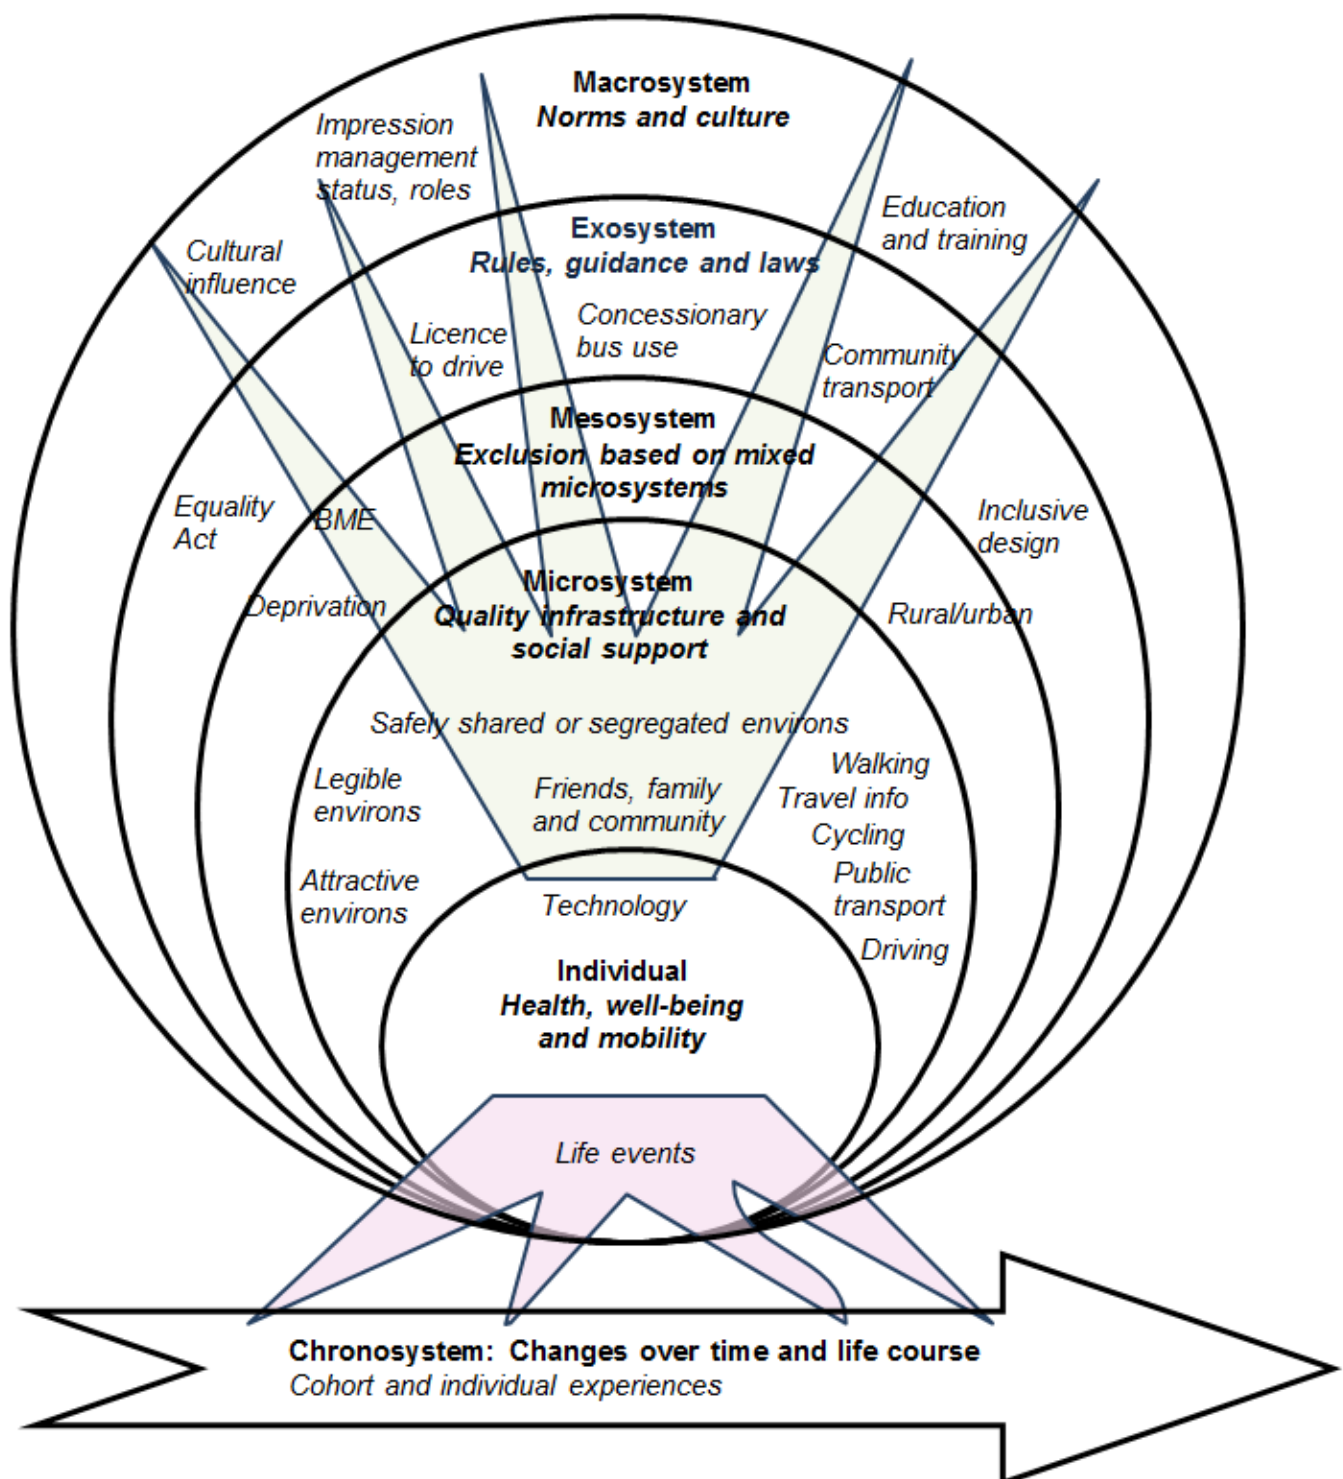 Macrosystem
Norms and culture
Impression
management
status, roles
Education
and training
Exosystem
Rules, guidance and laws
Cultural
influence
Concessionary
bus use
Licence
to drive
Community
transport
Mesosystem
Exclusion based on mixed
microsystems
Equality
Act
BME
Inclusive
design
Microsystem
Quality infrastructure and
social support
Deprivation
Rural/urban
Safely shared or segregated environs
Legible
environs
Friends, family
and community
Walking
Travel info
Cycling
Public
transport
Driving
Attractive
environs
Technology
Individual
Health, well-being
and mobility
Life events
Chronosystem: Changes over time and life course
Cohort and individual experiences